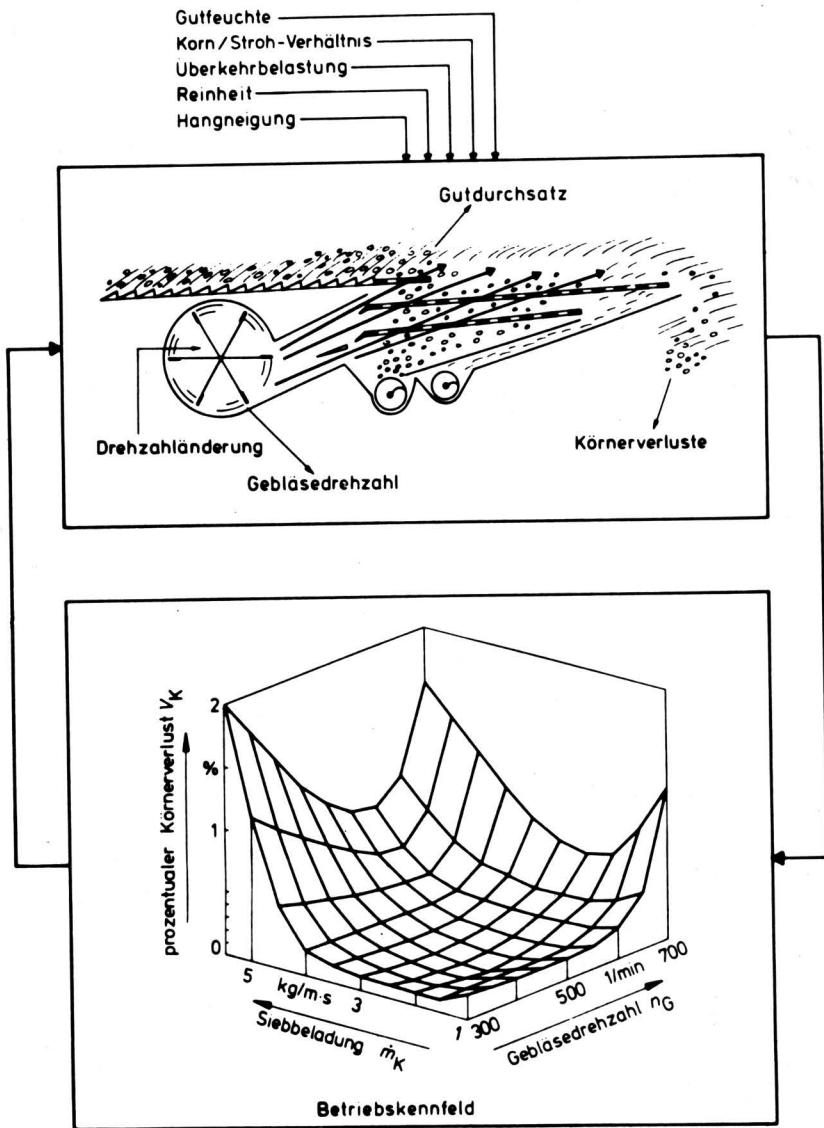 Gutfeuchte
Korn/Stroh-Verhältnis
Überkehrbelastung
Reinheit
Hangneigung
Gutdurchsatz
Drehzahländerung
Gebläsedrehzahl
Körnerverluste
prozentualer Körnerverlust V_K
2
%
1
0
5 kg/m·s 3 1
Siebbeladung ṁ_K
300 500 1/min 700
Gebläsedrehzahl n_G
Betriebskennfeld